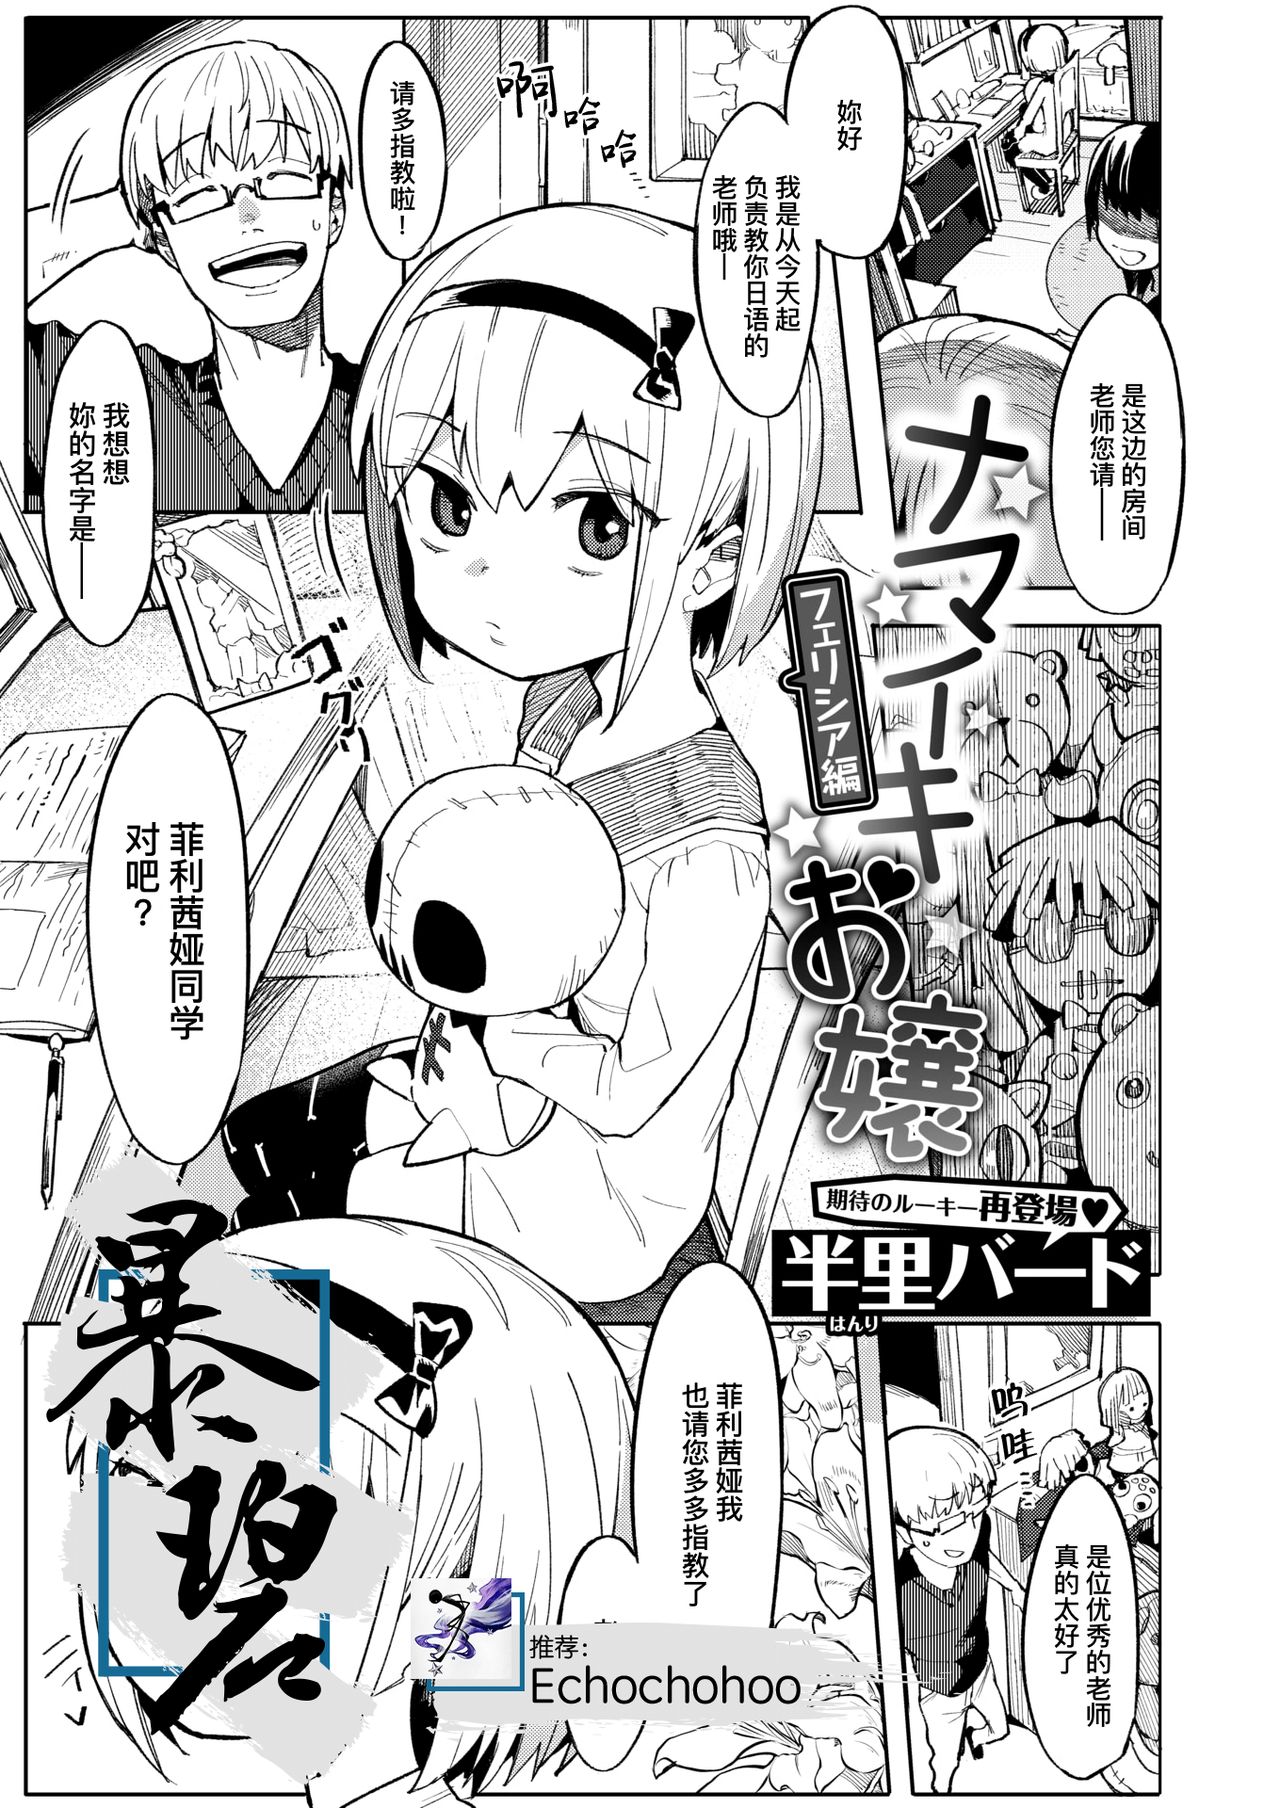 是这边的房间
老师您请——
妳好
我是从今天起
负责教你日语的
老师哦—
啊哈哈
请多指教啦！
我想想
妳的名字是——
ゴゴグ
菲利茜娅同学
对吧？
ナマイキ
お嬢
フェリシア編
期待のルーキー再登場♥
半里バード
はんり
呜哇
是位优秀的老师
真的太好了
菲利茜娅我
也请您多多指教了
暴碧
推荐：
Echochohoo